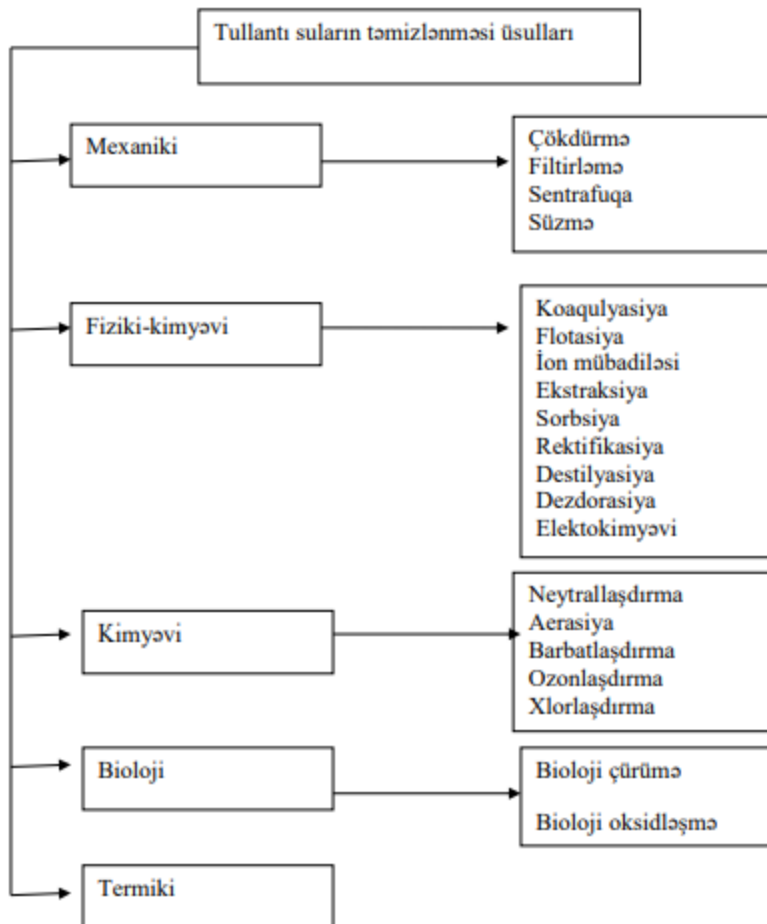 Tullantı suların təmizlənməsi üsulları
Mexaniki
Çökdürmə
Filtirləmə
Sentrafuqa
Süzmə
Fiziki-kimyəvi
Koaqulyasiya
Flotasiya
İon mübadiləsi
Ekstraksiya
Sorbsiya
Rektifikasiya
Destilyasiya
Dezdorasiya
Elektokimyəvi
Kimyəvi
Neytrallaşdırma
Aerasiya
Barbatlaşdırma
Ozonlaşdırma
Xlorlaşdırma
Bioloji
Bioloji çürümə
Bioloji oksidləşmə
Termiki